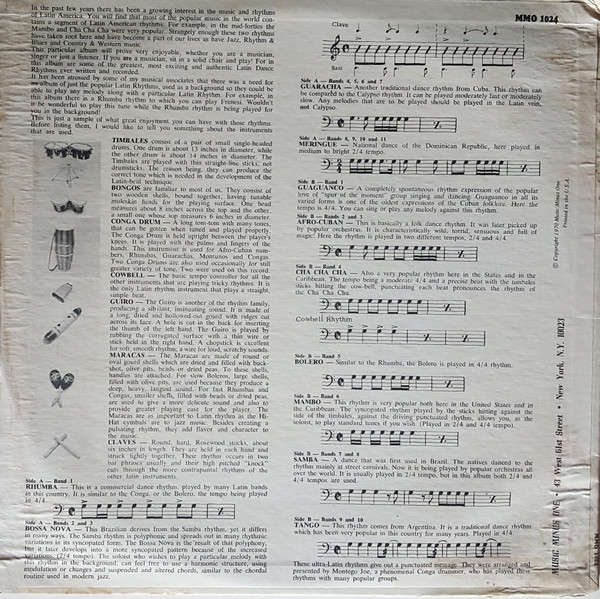 In the past few years there has been a growing interest in the music and rhythms
of Latin America. You will find that most of the popular music in the world con-
tains a segment of Latin American rhythms. For example, in the mid-forties the
Mambo and Cha Cha Cha were very popular. Strangely enough these two rhythms
have taken root here and have become a part of our lives as have Jazz, Rhythm &
Blues and Country & Western music.
This particular album will prove very enjoyable, whether you are a musician,
singer or just a listener. If you are a musician, sit in a solid chair and play! For in
this album are some of the greatest, most exciting and authentic Latin Dance
Rhythms ever written and recorded.
It has been stressed by some of my musical associates that there was a need for
an album of just the popular Latin Rhythms, used as a background so they could be
able to play any melody along with a particular Latin Rhythm. For example, in
this album there is a Rhumba rhythm to which you can play Frenesi. Wouldn't
it be wonderful to play this tune while the Rhumba rhythm is being played for
you in the background!
This is just a sample of what great enjoyment you can have with these rhythms.
Before listing them, I would like to tell you something about the instruments
that are used.
TIMBALES consist of a pair of small single-headed
drums. One drum is about 13 inches in diameter, while
the other drum is about 14 inches in diameter. The
Timbales are played with thin straight-line sticks, not
drumsticks. The reason being, they can produce the
correct tone which is needed in the development of the
Latin-beat technique.
BONGOS are familiar to most of us. They consist of
two wooden shells, bound together, having tunable
muleskin heads for the playing surface. One head
measures about 8 inches across the top and the other,
a small one whose top measures 6 inches in diameter.
CONGA DRUM — A long tom-tom with many tones,
that can be gotten when tuned and played properly.
The Conga Drum is held upright between the player's
knees. It is played with the palms and fingers of the
hands. This instrument is used for Afro-Cuban num-
bers, Rhumbas, Guarachas, Montunos and Congas.
Two Conga Drums are also used occasionally for still
greater variety of tone. Two were used on this record.
COWBELL — The basic tempo controller for all the
other instruments that are playing tricky rhythms. It is
the only Latin rhythm instrument that plays a straight,
simple beat.
GUIRO — The Guiro is another of the rhythm family,
producing a sibilant, insinuating sound. It is made of
a long, dried and hollowed-out gourd with ridges cut
across its face. A hole is cut in the back for inserting
the thumb of the left hand. The Guiro is played by
rubbing the corrugated surface with a thin wire or
stick held in the right hand. A chopstick is excellent
for soft, smooth rhythm; a wire for loud, scratchy sounds.
MARACAS — The Maracas are made of round or
oval gourd shells which are dried and filled with buck-
shot, olive pits, beads or dried peas. To these shells,
handles are attached. For slow Boleros, large shells,
filled with olive pits, are used because they produce a
deep, heavy, languid sound. For fast Rhumbas and
Congas, smaller shells, filled with beads or dried peas,
are used to give a more delicate sound and also to
provide greater playing ease for the player. The
Maracas are as important to Latin rhythm as the Hi-
Hat cymbals are to jazz music. Besides creating a
pulsating rhythm, they add flavor and character to
the music.
CLAVES — Round, hard, Rosewood stocks, about
six inches in length. They are held in each hand and
struck lightly together. Their rhythm occurs in two
bar phrases usually and their high pitched "knock"
cuts through the more contrapuntal rhythms of the
other latin instruments.
Side A — Band 1
RHUMBA — This is a commercial dance rhythm, played by many Latin bands
in this country. It is similar to the Conga, or the Bolero, the tempo being played
in 4/4.
Side A — Bands 2 and 3
BOSSA NOVA — This Brazilian derives from the Samba rhythm, yet it differs
in many ways. The Samba rhythm is polyphonic and spreads out in many rhythmic
variations in its syncopated form. The Bossa Nova is the result of that polyphony,
but it later develops into a more syncopated pattern because of the increased
variations. (2/4 tempo). The soloist who wishes to play a particular melody with
this rhythm in the background, can feel free to use a harmonic structure, using
modulation or changes and suspended and altered chords, similar to the chordal
routine used in modern jazz.
MMO 1024
Clave
Bass
Side A — Bands 4, 5, 6 and 7
GUARACHA — Another traditional dance rhythm from Cuba. This rhythm can
be compared to the Calypso rhythm. It can be played moderately fast or moderately
slow. Any melodies that are to be played should be played in the Latin vein,
not Calypso.
Side A — Bands 8, 9, 10 and 11
MERINGUE — National dance of the Dominican Republic, here played in
medium to bright 2/4 tempo.
Side B — Band 1
GUAGUANCO — A completely spontaneous rhythm expression of the popular
love of "spur of the moment" group singing and dancing. Guaguanco in all its
varied forms is one of the oldest expressions of the Cuban folklore. Here the
tempo is 4/4. You can sing or play any melody against this rhythm.
Side B — Bands 2 and 3
AFRO-CUBAN — This is basically a folk dance rhythm. It was later picked up
by popular orchestras. It is characteristically wild, torrid, sensuous and full of
magic! Here the rhythm is played in two different tempos, 2/4 and 4/4.
Side B — Band 4
CHA CHA CHA — Also a very popular rhythm here in the States and in the
Caribbean. The tempo being a moderate 4/4 and a precise beat with the timbales
sticks hitting the cow-bell, punctuating each beat pronounces the rhythm of
the Cha Cha Cha.
Cowbell Rhythm
Side B — Band 5
BOLERO — Similar to the Rhumba, the Bolero is played in 4/4 rhythm.
Side B — Band 6
MAMBO — This rhythm is very popular both here in the United States and in
the Caribbean. The syncopated rhythm played by the sticks hitting against the
side of the timbales, against the driving punctuated rhythm, allows you, as the
soloist, to play standard tunes if you wish. (Played in 2/4 and 4/4 tempo).
Side B — Bands 7 and 8
SAMBA — A dance that was first used in Brazil. The natives danced to the
rhythm mainly at street carnivals. Now it is being played by popular orchestras all
over the world. It is usually played in 2/4 tempo, but in this album both 2/4 and
4/4 tempos are used.
Side B — Bands 9 and 10
TANGO — This rhythm comes from Argentina. It is a traditional dance rhythm
which has been very popular in this country for many years. Played in 4/4
These ultra-Latin rhythms give out a punctuated message. They were arranged and
presented by Montego Joe, a phenomenal Conga drummer, who has played these
rhythms with many popular groups.
© Copyright 1970 Music Minus One
Printed in the U.S.A.
MUSIC MINUS ONE • 43 West 61st Street • New York, N.Y. 10023